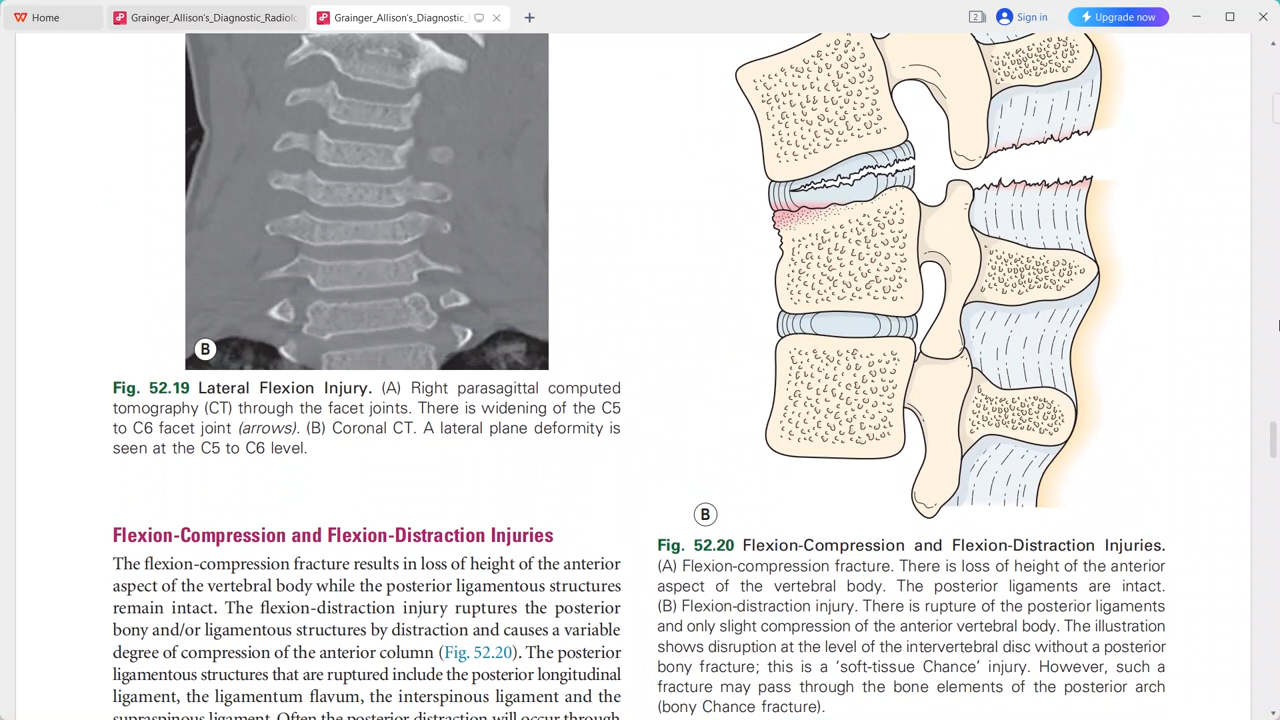 Home
Grainger_Allison's_Diagnostic_Radiolo
Grainger_Allison's_Diagnostic_
2
Sign in
Upgrade now
B
Fig. 52.19 Lateral Flexion Injury. (A) Right parasagittal computed
tomography (CT) through the facet joints. There is widening of the C5
to C6 facet joint (arrows). (B) Coronal CT. A lateral plane deformity is
seen at the C5 to C6 level.
Flexion-Compression and Flexion-Distraction Injuries
The flexion-compression fracture results in loss of height of the anterior
aspect of the vertebral body while the posterior ligamentous structures
remain intact. The flexion-distraction injury ruptures the posterior
bony and/or ligamentous structures by distraction and causes a variable
degree of compression of the anterior column (Fig. 52.20). The posterior
ligamentous structures that are ruptured include the posterior longitudinal
ligament, the ligamentum flavum, the interspinous ligament and the
supraspinous ligament. Often the posterior distraction will occur through
B
Fig. 52.20 Flexion-Compression and Flexion-Distraction Injuries.
(A) Flexion-compression fracture. There is loss of height of the anterior
aspect of the vertebral body. The posterior ligaments are intact.
(B) Flexion-distraction injury. There is rupture of the posterior ligaments
and only slight compression of the anterior vertebral body. The illustration
shows disruption at the level of the intervertebral disc without a posterior
bony fracture; this is a 'soft-tissue Chance' injury. However, such a
fracture may pass through the bone elements of the posterior arch
(bony Chance fracture).